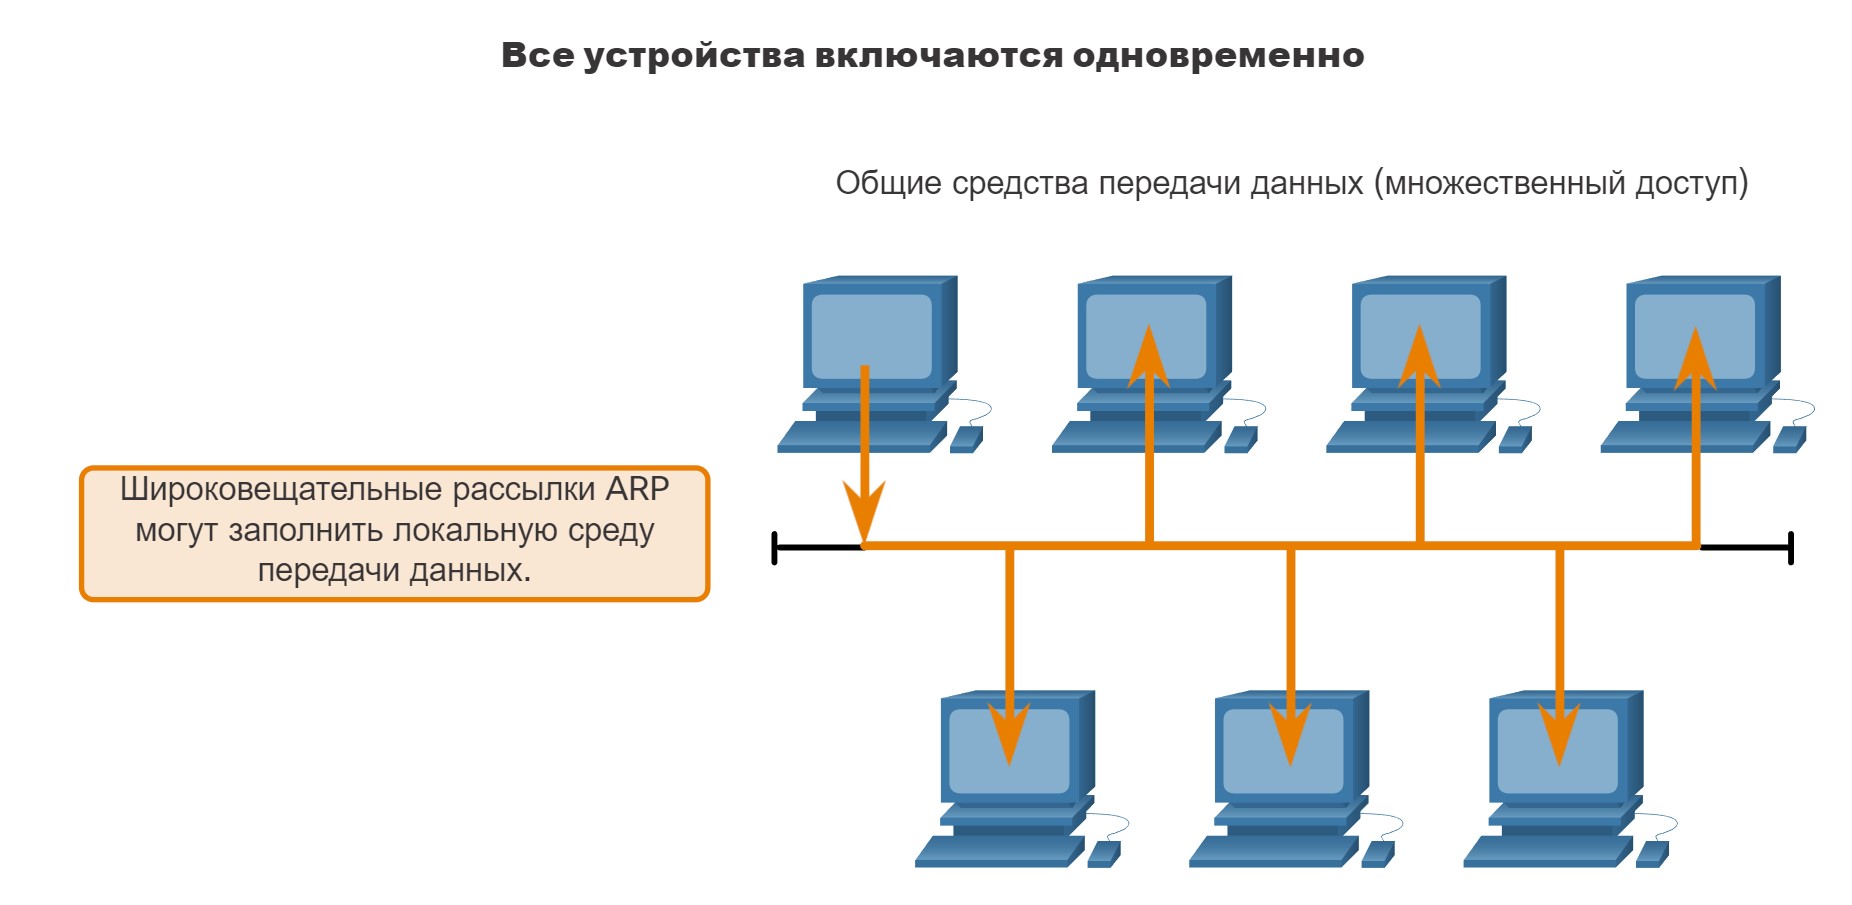 Все устройства включаются одновременно
Общие средства передачи данных (множественный доступ)
Широковещательные рассылки ARP
могут заполнить локальную среду
передачи данных.